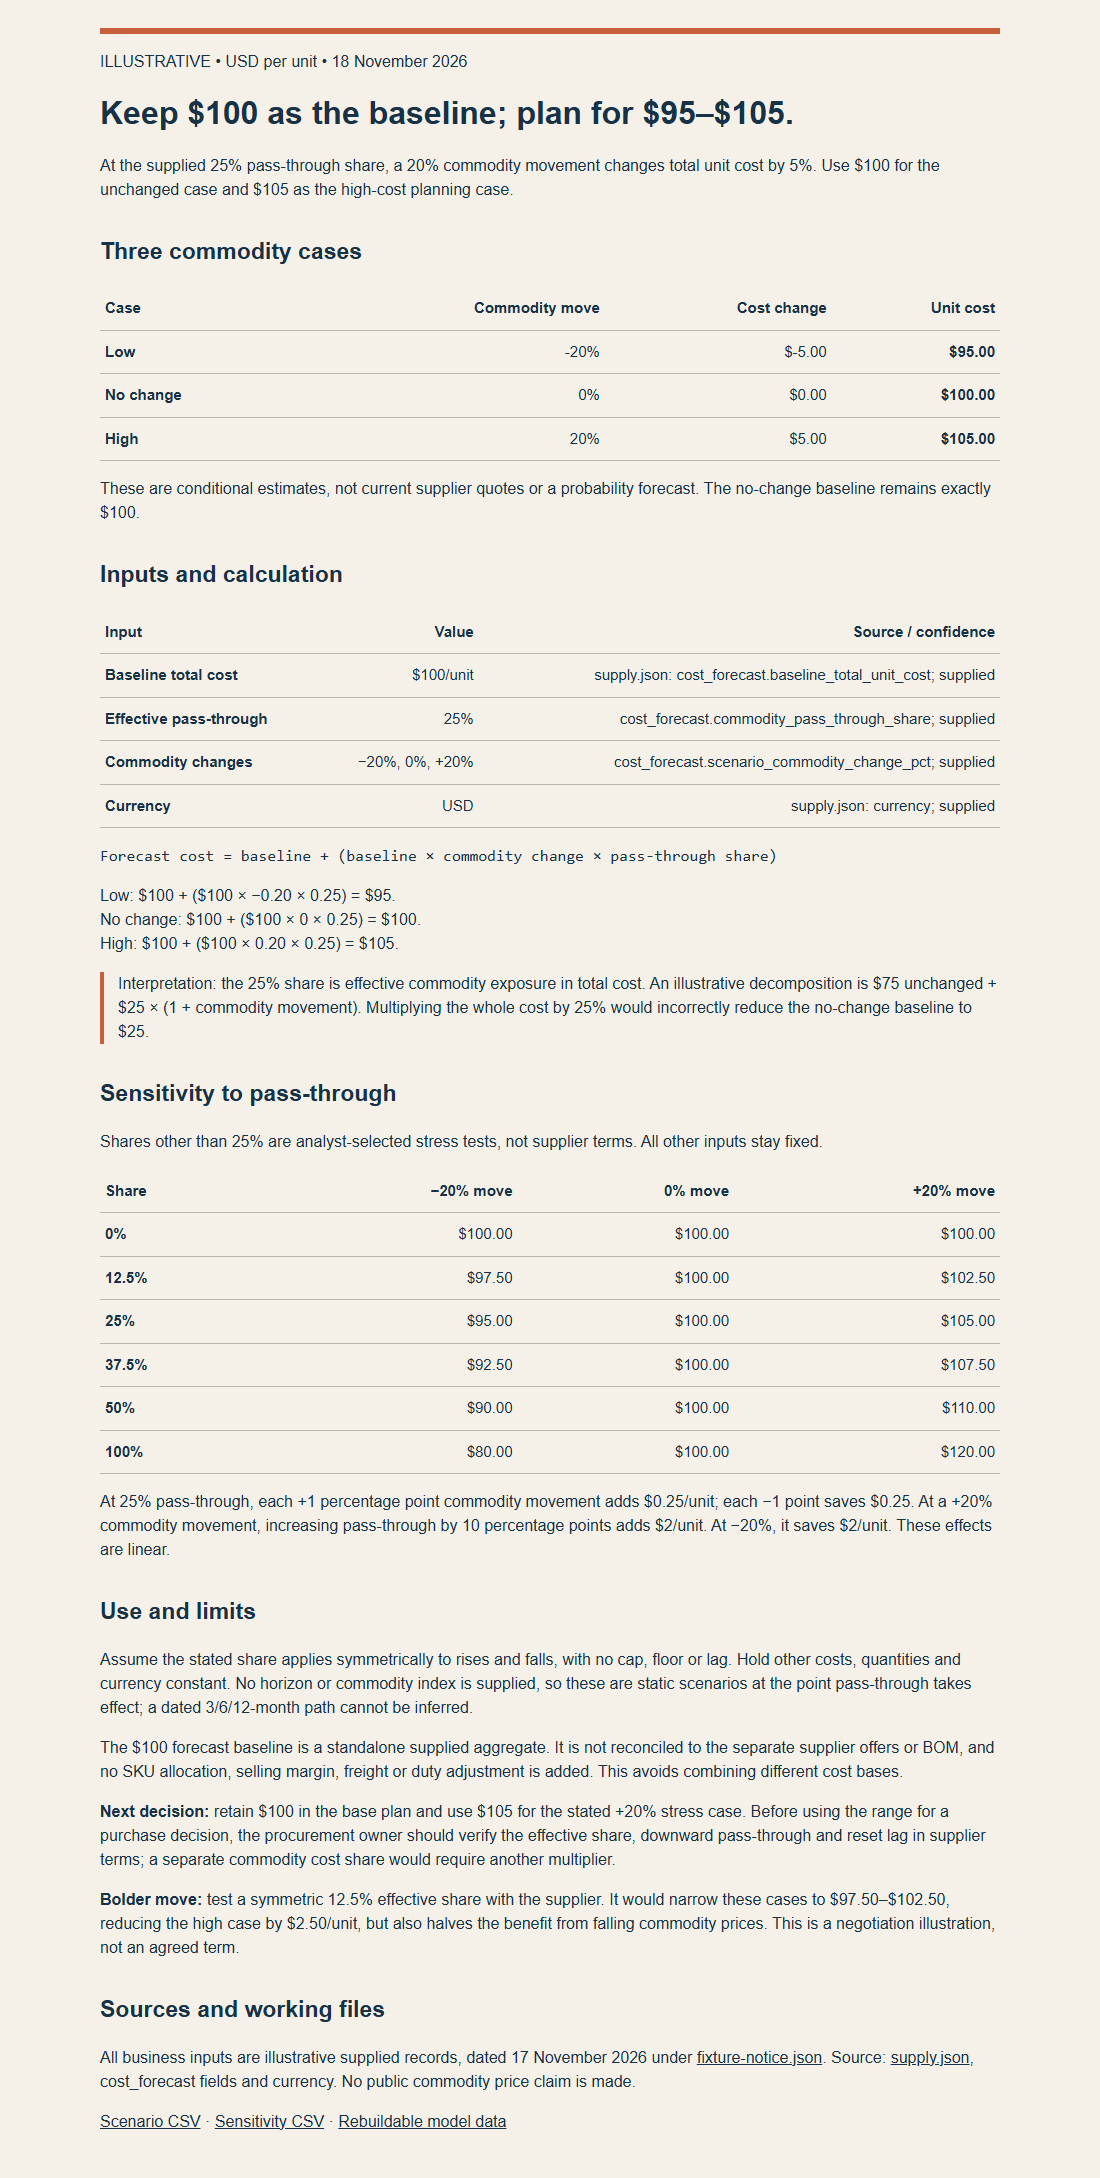 ILLUSTRATIVE • USD per unit • 18 November 2026
Keep $100 as the baseline; plan for $95–$105.
At the supplied 25% pass-through share, a 20% commodity movement changes total unit cost by 5%. Use $100 for the
unchanged case and $105 as the high-cost planning case.
Three commodity cases
Case Commodity move Cost change Unit cost
Low -20% $-5.00 $95.00
No change 0% $0.00 $100.00
High 20% $5.00 $105.00
These are conditional estimates, not current supplier quotes or a probability forecast. The no-change baseline remains exactly
$100.
Inputs and calculation
Input Value Source / confidence
Baseline total cost $100/unit supply.json: cost_forecast.baseline_total_unit_cost; supplied
Effective pass-through 25% cost_forecast.commodity_pass_through_share; supplied
Commodity changes −20%, 0%, +20% cost_forecast.scenario_commodity_change_pct; supplied
Currency USD supply.json: currency; supplied
Forecast cost = baseline + (baseline × commodity change × pass-through share)
Low: $100 + ($100 × −0.20 × 0.25) = $95.
No change: $100 + ($100 × 0 × 0.25) = $100.
High: $100 + ($100 × 0.20 × 0.25) = $105.
Interpretation: the 25% share is effective commodity exposure in total cost. An illustrative decomposition is $75 unchanged +
$25 × (1 + commodity movement). Multiplying the whole cost by 25% would incorrectly reduce the no-change baseline to
$25.
Sensitivity to pass-through
Shares other than 25% are analyst-selected stress tests, not supplier terms. All other inputs stay fixed.
Share −20% move 0% move +20% move
0% $100.00 $100.00 $100.00
12.5% $97.50 $100.00 $102.50
25% $95.00 $100.00 $105.00
37.5% $92.50 $100.00 $107.50
50% $90.00 $100.00 $110.00
100% $80.00 $100.00 $120.00
At 25% pass-through, each +1 percentage point commodity movement adds $0.25/unit; each −1 point saves $0.25. At a +20%
commodity movement, increasing pass-through by 10 percentage points adds $2/unit. At −20%, it saves $2/unit. These effects
are linear.
Use and limits
Assume the stated share applies symmetrically to rises and falls, with no cap, floor or lag. Hold other costs, quantities and
currency constant. No horizon or commodity index is supplied, so these are static scenarios at the point pass-through takes
effect; a dated 3/6/12-month path cannot be inferred.
The $100 forecast baseline is a standalone supplied aggregate. It is not reconciled to the separate supplier offers or BOM, and
no SKU allocation, selling margin, freight or duty adjustment is added. This avoids combining different cost bases.
Next decision: retain $100 in the base plan and use $105 for the stated +20% stress case. Before using the range for a
purchase decision, the procurement owner should verify the effective share, downward pass-through and reset lag in supplier
terms; a separate commodity cost share would require another multiplier.
Bolder move: test a symmetric 12.5% effective share with the supplier. It would narrow these cases to $97.50–$102.50,
reducing the high case by $2.50/unit, but also halves the benefit from falling commodity prices. This is a negotiation illustration,
not an agreed term.
Sources and working files
All business inputs are illustrative supplied records, dated 17 November 2026 under fixture-notice.json. Source: supply.json,
cost_forecast fields and currency. No public commodity price claim is made.
Scenario CSV · Sensitivity CSV · Rebuildable model data